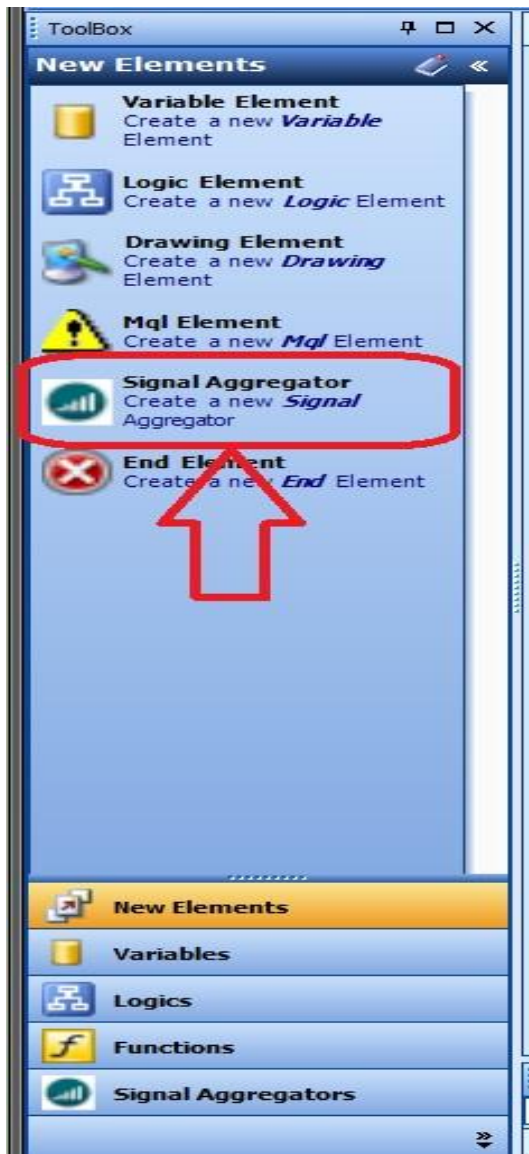 ToolBox
New Elements
Variable Element
Create a new Variable
Element
Logic Element
Create a new Logic Element
Drawing Element
Create a new Drawing
Element
Mql Element
Create a new Mql Element
Signal Aggregator
Create a new Signal
Aggregator
End Element
Create a new End Element
New Elements
Variables
Logics
Functions
Signal Aggregators